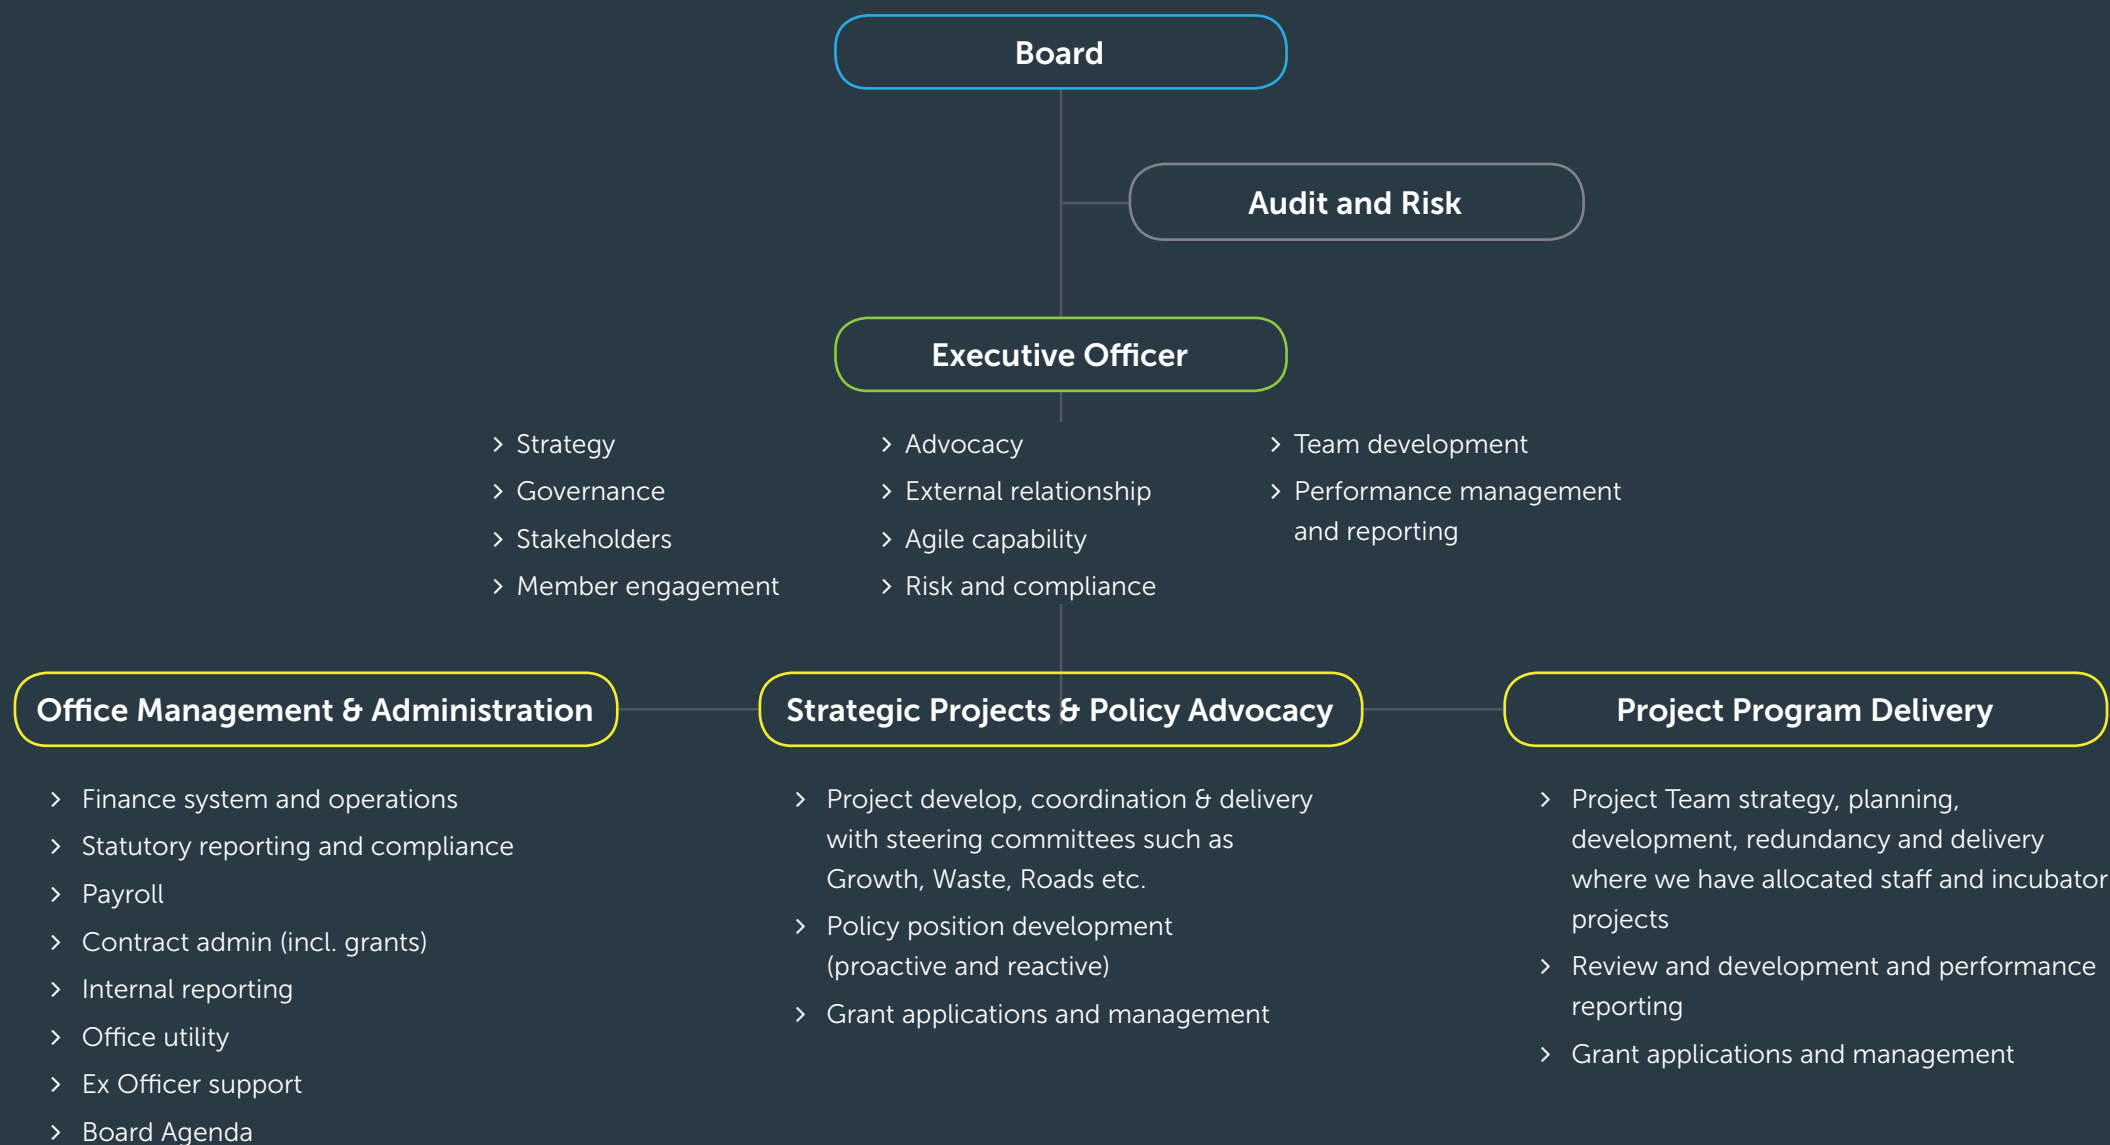 Board
Audit and Risk
Executive Officer
> Strategy
> Governance
> Stakeholders
> Member engagement
> Advocacy
> External relationship
> Agile capability
> Risk and compliance
> Team development
> Performance management
and reporting
Office Management & Administration
> Finance system and operations
> Statutory reporting and compliance
> Payroll
> Contract admin (incl. grants)
> Internal reporting
> Office utility
> Ex Officer support
> Board Agenda
Strategic Projects & Policy Advocacy
> Project develop, coordination & delivery
with steering committees such as
Growth, Waste, Roads etc.
> Policy position development
(proactive and reactive)
> Grant applications and management
Project Program Delivery
> Project Team strategy, planning,
development, redundancy and delivery
where we have allocated staff and incubator
projects
> Review and development and performance
reporting
> Grant applications and management